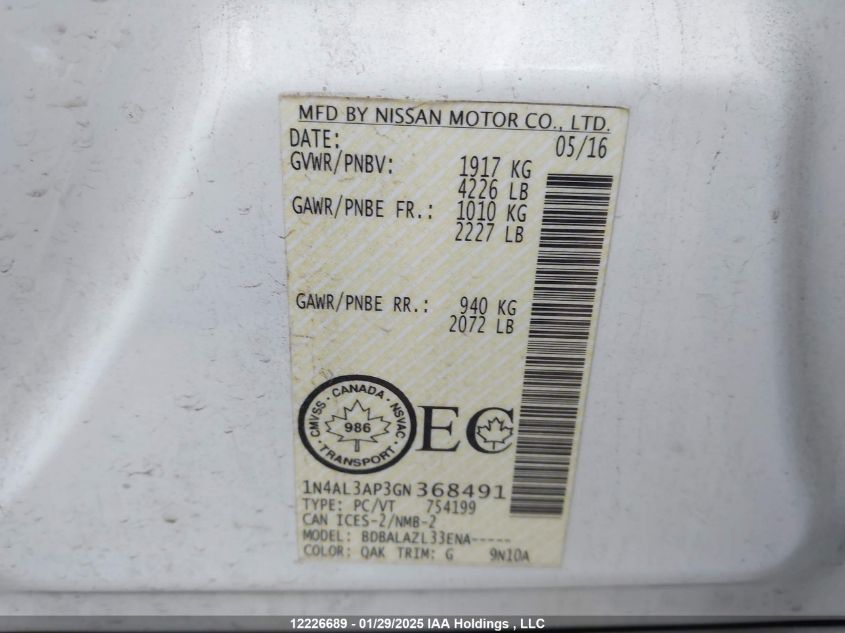 MFD BY NISSAN MOTOR CO., LTD.
DATE: 05/16
GVWR/PNBV: 1917 KG
4226 LB
GAWR/PNBE FR.: 1010 KG
2227 LB
GAWR/PNBE RR.: 940 KG
2072 LB
CMVSS · CANADA · NSVAC
986
· TRANSPORT ·
EC
1N4AL3AP3GN 368491
TYPE: PC/VT 754199
CAN ICES-2/NMB-2
MODEL: BDBALAZL33ENA-----
COLOR: QAK TRIM: G 9N10A
12226689 - 01/29/2025 IAA Holdings , LLC